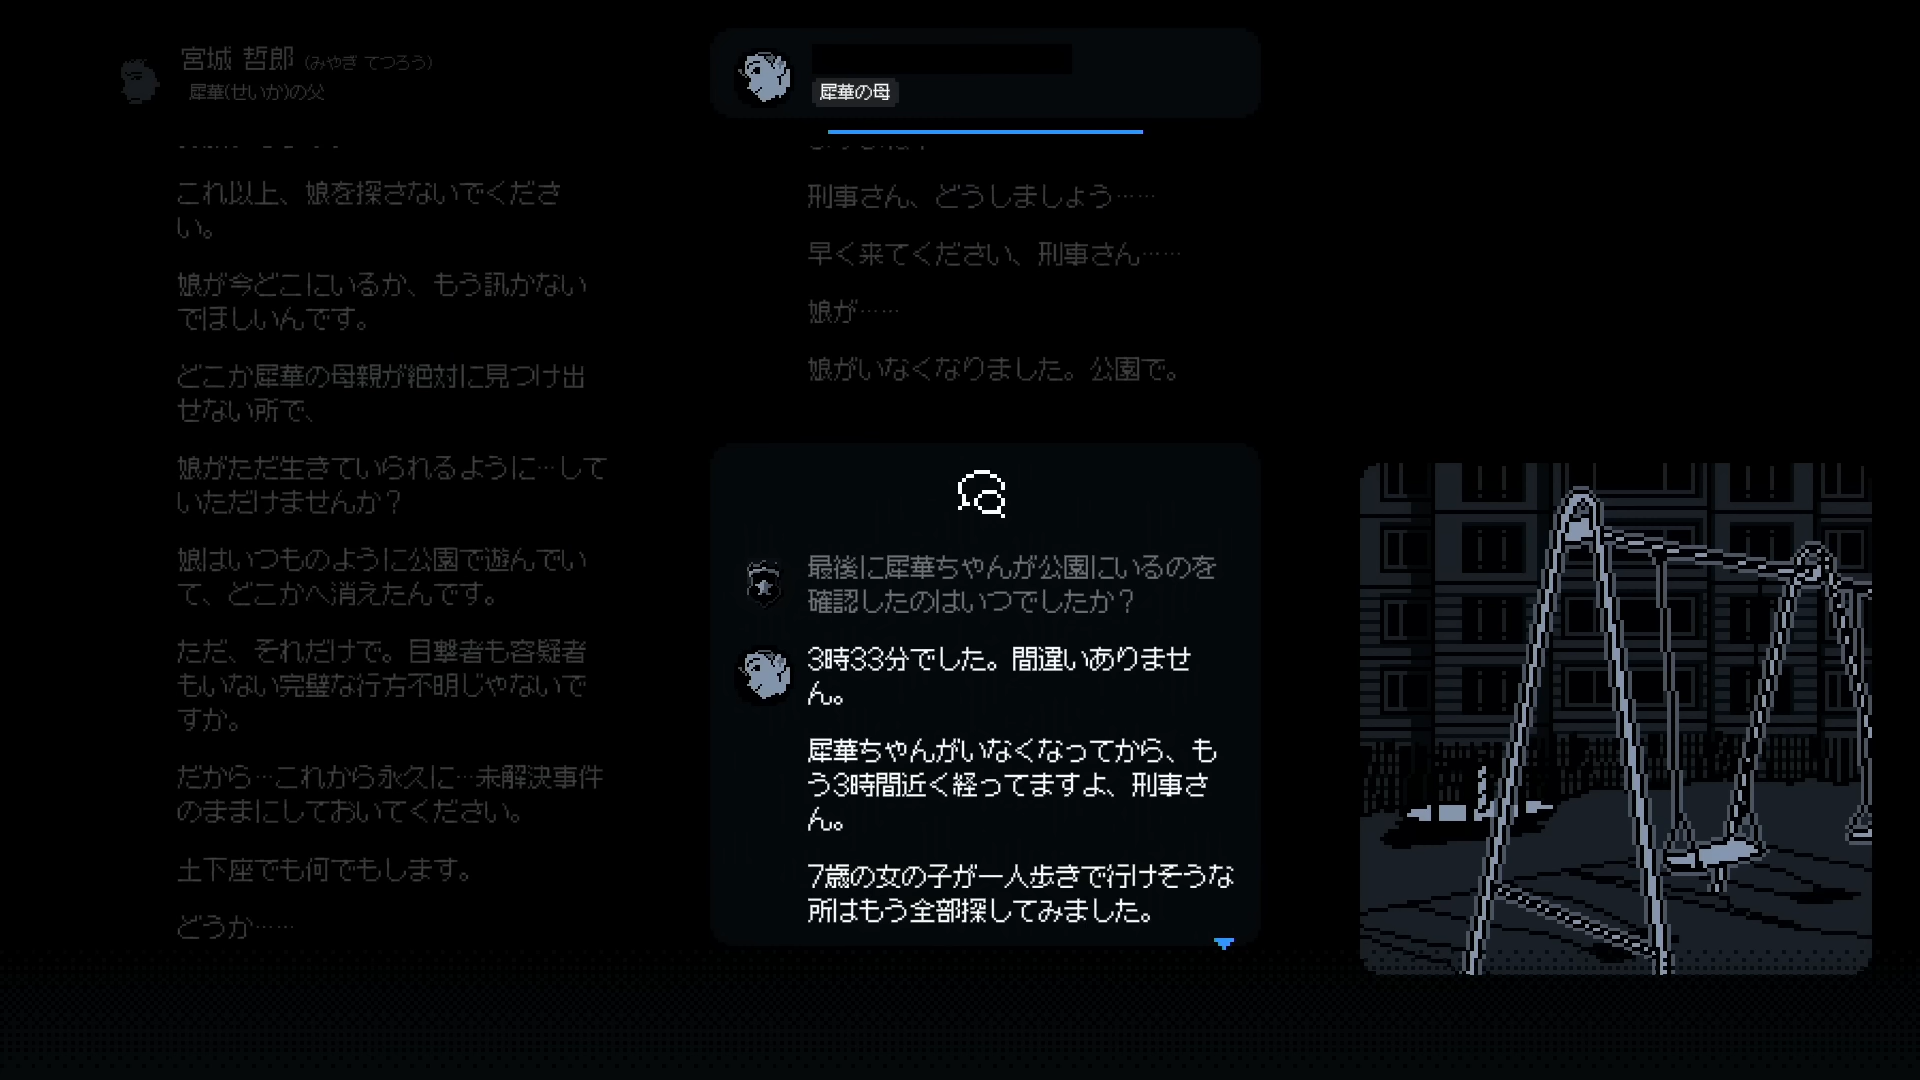 宮城 哲郎 (みやぎ てつろう)
犀華(せいか)の父
これ以上、娘を探さないでくださ
い。
娘が今どこにいるか、もう訊かない
でほしいんです。
どこか犀華の母親が絶対に見つけ出
せない所で、
娘がただ生きていられるように…して
いただけませんか？
娘はいつものように公園で遊んでい
て、どこかへ消えたんです。
ただ、それだけで。目撃者も容疑者
もいない完璧な行方不明じゃないで
すか。
だから…これから永久に…未解決事件
のままにしておいてください。
土下座でも何でもします。
どうか……
犀華の母
刑事さん、どうしましょう……
早く来てください、刑事さん……
娘が……
娘がいなくなりました。公園で。
最後に犀華ちゃんが公園にいるのを
確認したのはいつでしたか？
3時33分でした。間違いありませ
ん。
犀華ちゃんがいなくなってから、も
う3時間近く経ってますよ、刑事さ
ん。
7歳の女の子が一人歩きで行けそうな
所はもう全部探してみました。